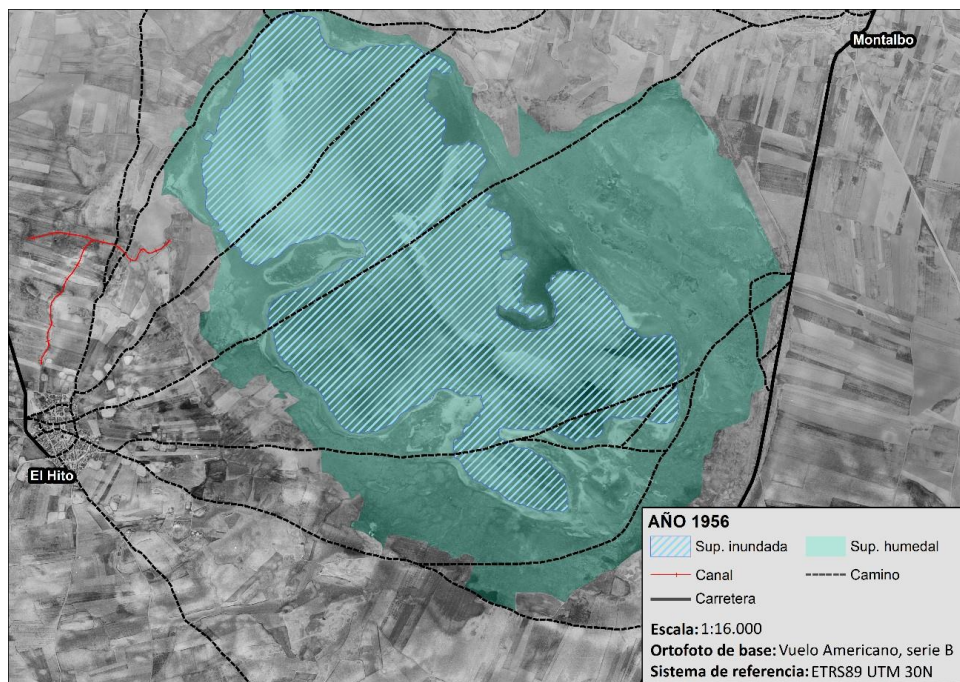 Montalbo
El Hito
AÑO 1956
Sup. inundada
Sup. humedal
Canal
Camino
Carretera
Escala: 1:16.000
Ortofoto de base: Vuelo Americano, serie B
Sistema de referencia: ETRS89 UTM 30N